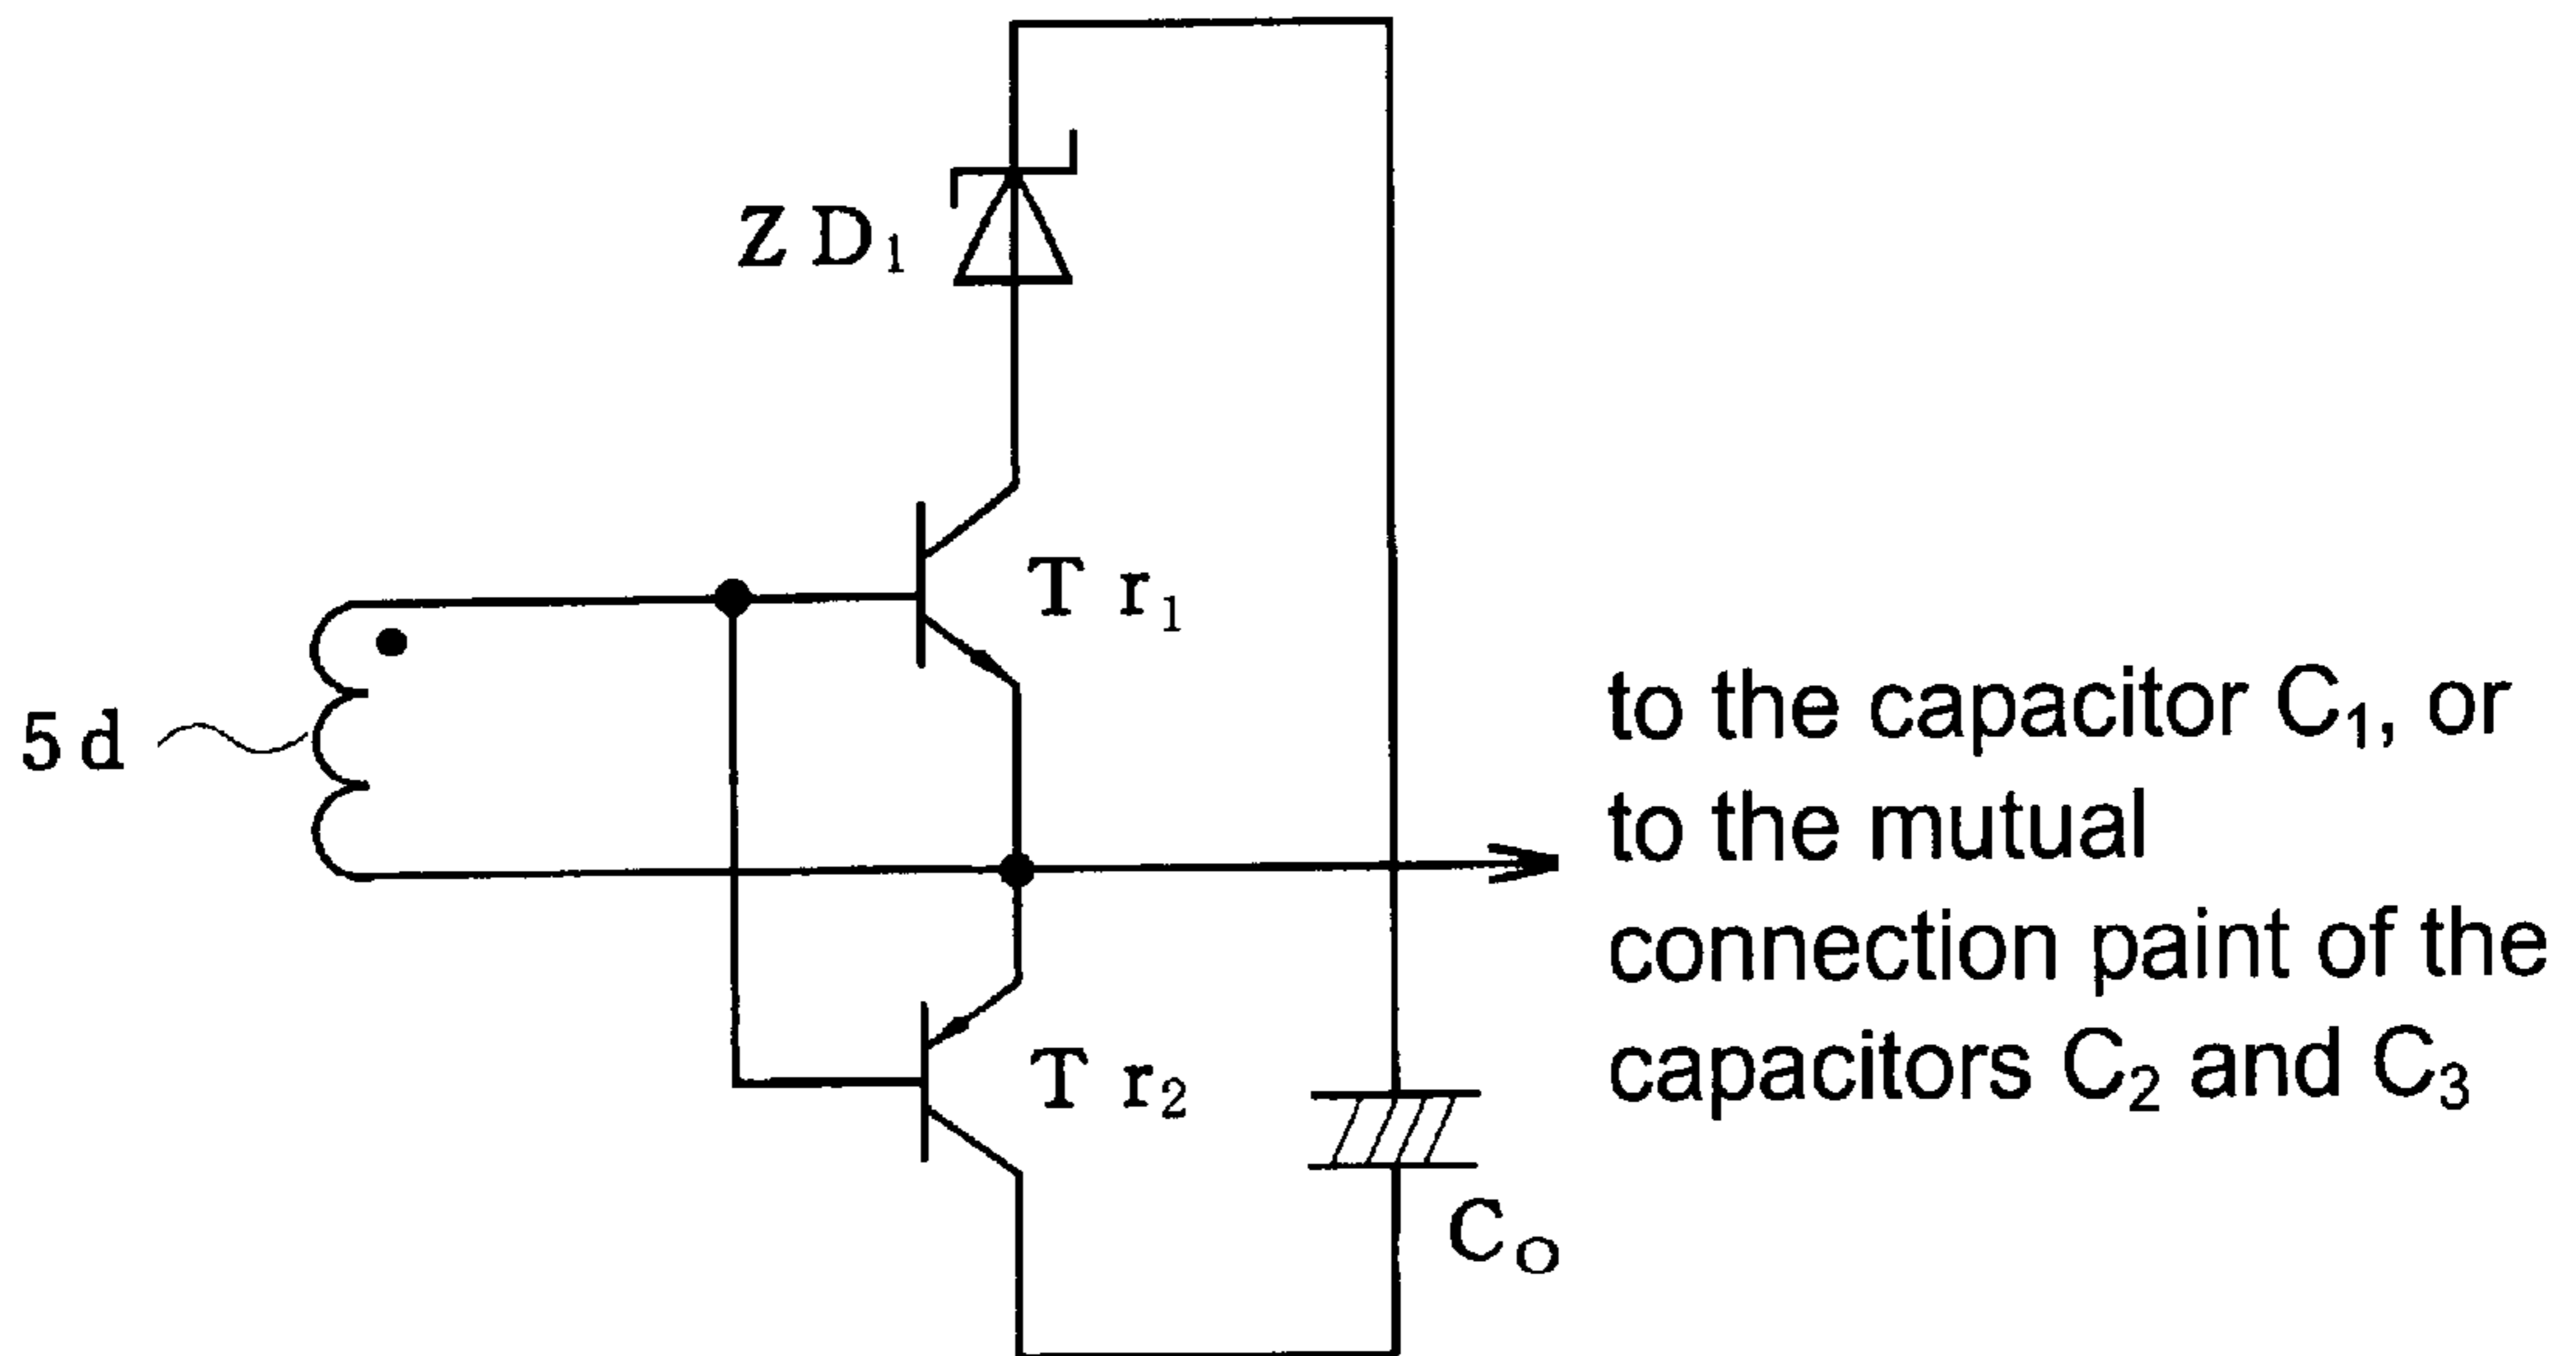 ZD₁
Tr₁
5d
to the capacitor C₁, or
to the mutual
connection paint of the
capacitors C₂ and C₃
Tr₂
C₀